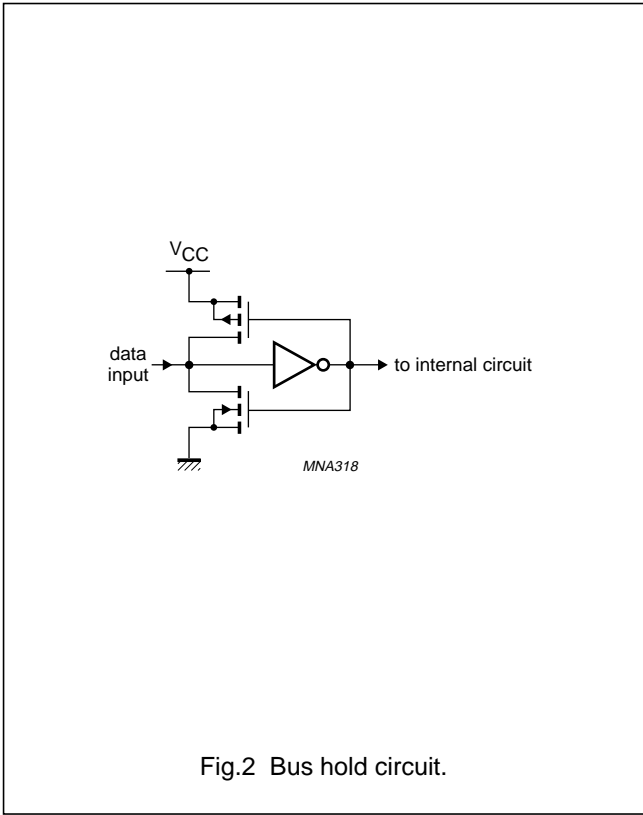 VCC
data
input
to internal circuit
MNA318
Fig.2 Bus hold circuit.